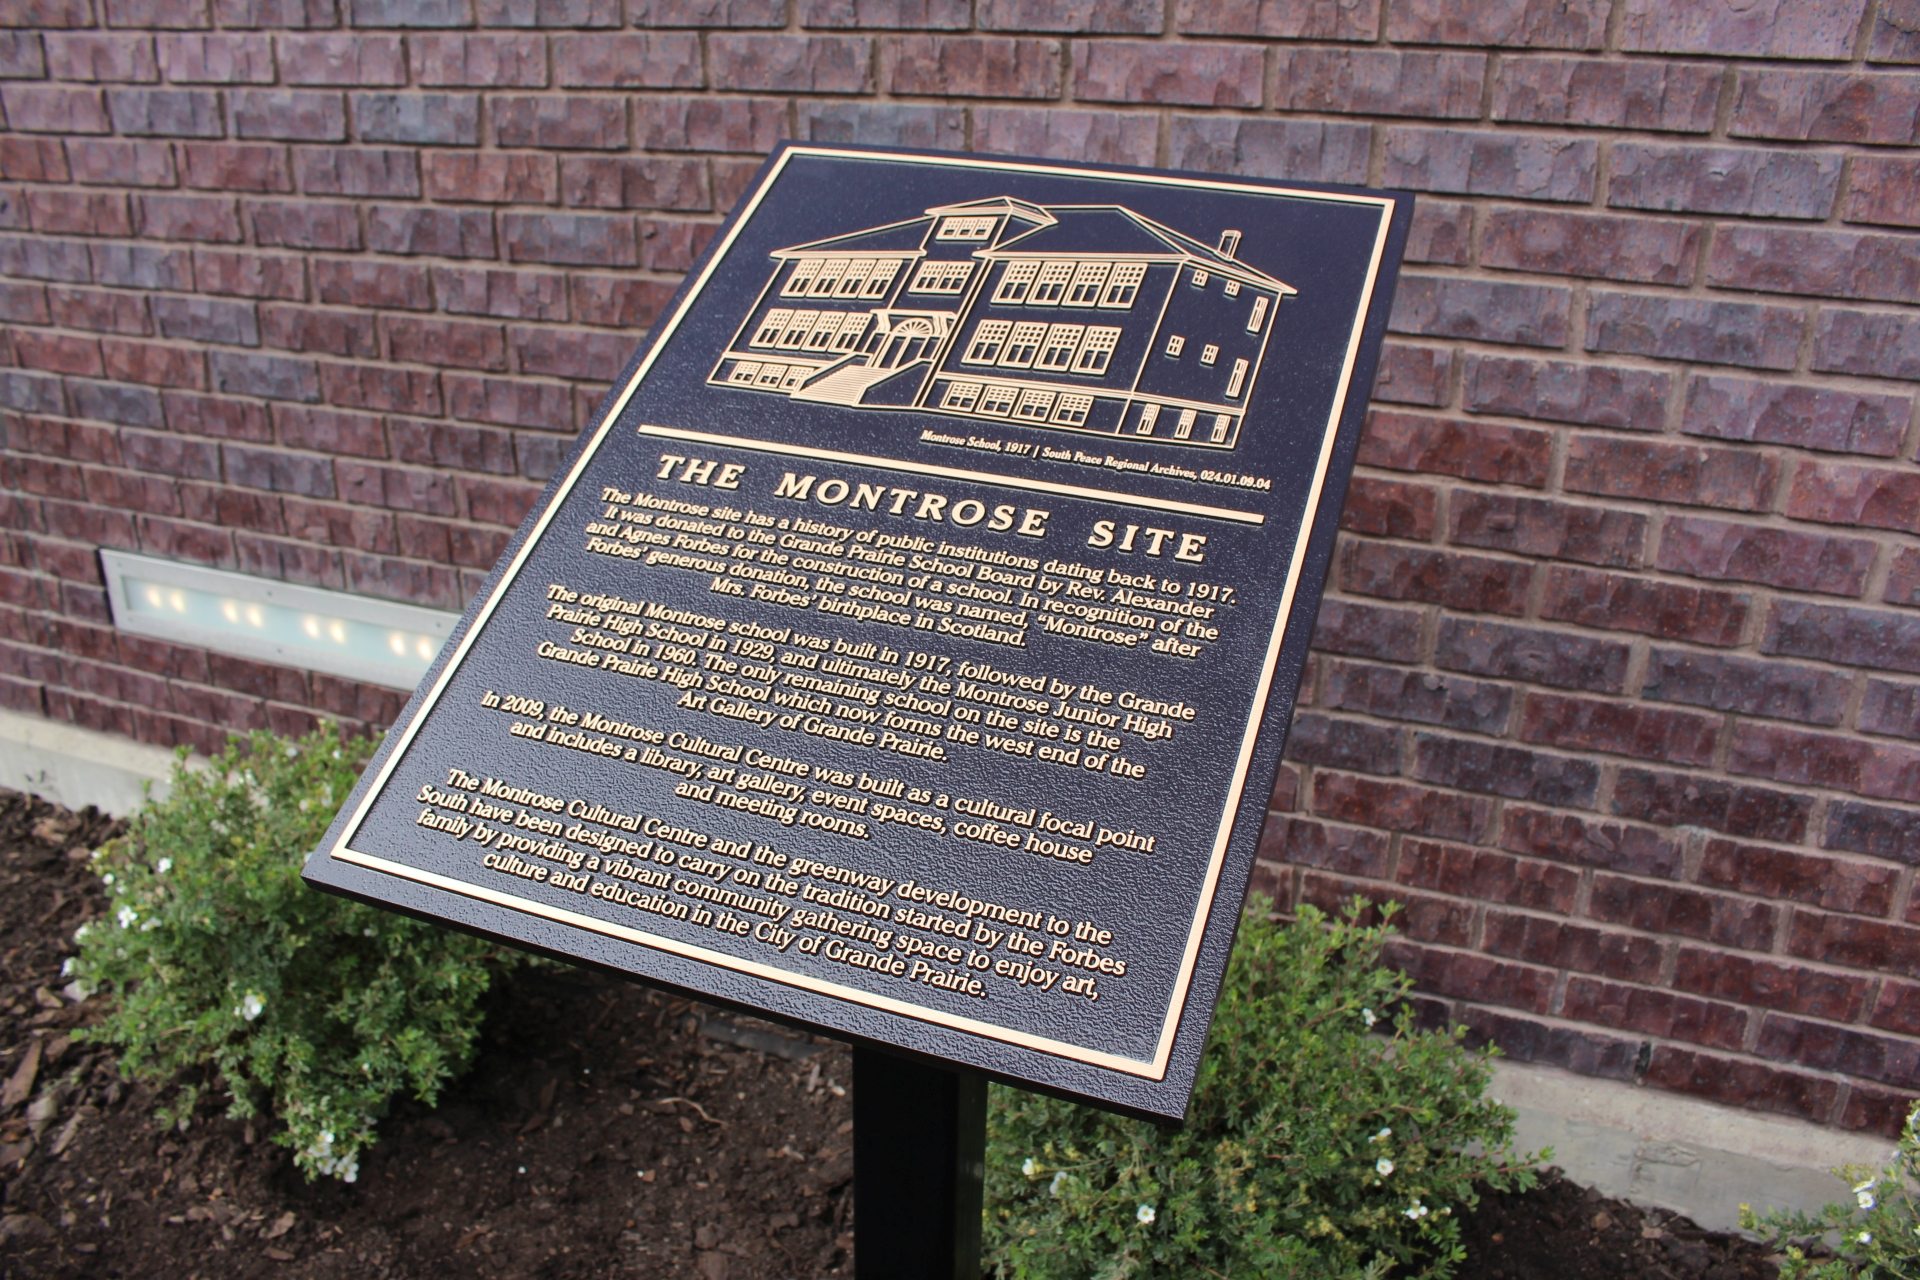 Montrose School, 1917 | South Peace Regional Archives, 024.01.09.04
THE MONTROSE SITE
The Montrose site has a history of public institutions dating back to 1917.
It was donated to the Grande Prairie School Board by Rev. Alexander
and Agnes Forbes for the construction of a school. In recognition of the
Forbes' generous donation, the school was named, "Montrose" after
Mrs. Forbes' birthplace in Scotland.
The original Montrose school was built in 1917, followed by the Grande
Prairie High School in 1929, and ultimately the Montrose Junior High
School in 1960. The only remaining school on the site is the
Grande Prairie High School which now forms the west end of the
Art Gallery of Grande Prairie.
In 2009, the Montrose Cultural Centre was built as a cultural focal point
and includes a library, art gallery, event spaces, coffee house
and meeting rooms.
The Montrose Cultural Centre and the greenway development to the
South have been designed to carry on the tradition started by the Forbes
family by providing a vibrant community gathering space to enjoy art,
culture and education in the City of Grande Prairie.